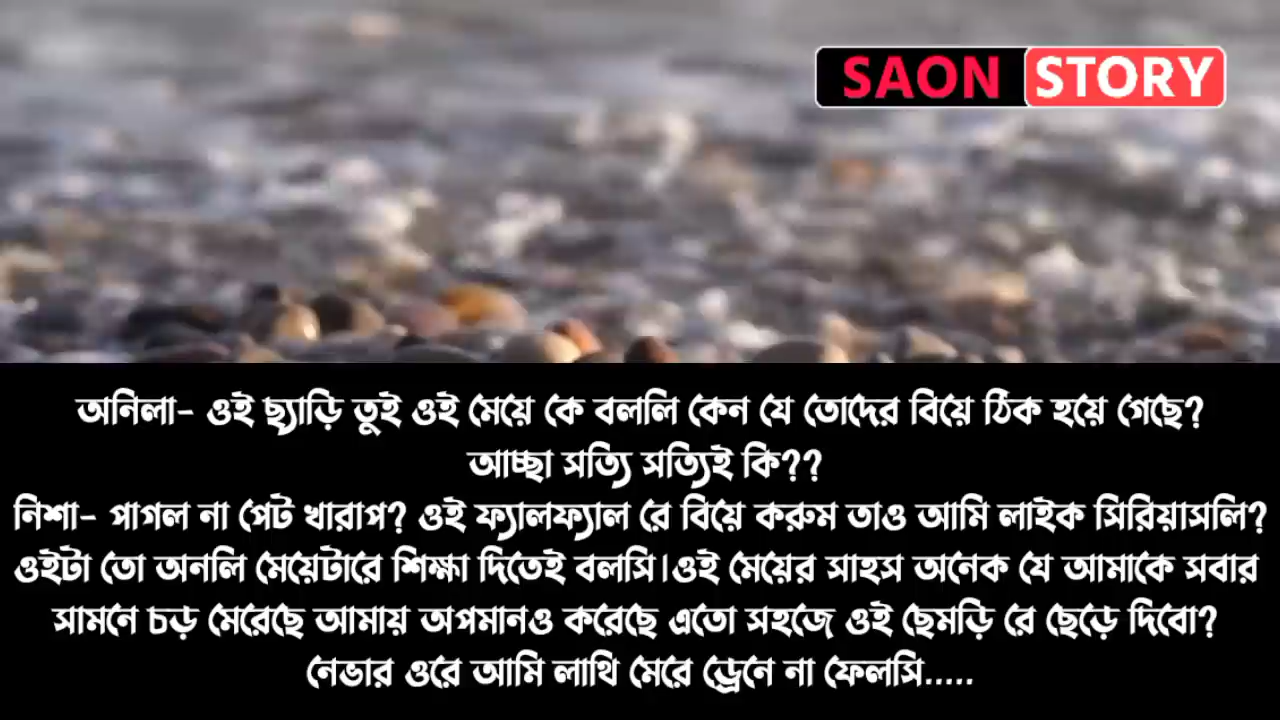 SAON STORY
অনিলা- ওই ছ্যাড়ি তুই ওই মেয়ে কে বললি কেন যে তোদের বিয়ে ঠিক হয়ে গেছে?
আচ্ছা সত্যি সত্যিই কি??
নিশা- পাগল না পেট খারাপ? ওই ফ্যালফ্যাল রে বিয়ে করুম তাও আমি লাইক সিরিয়াসলি?
ওইটা তো অনলি মেয়েটারে শিক্ষা দিতেই বলসি।ওই মেয়ের সাহস অনেক যে আমাকে সবার
সামনে চড় মেরেছে আমায় অপমানও করেছে এতো সহজে ওই ছেমড়ি রে ছেড়ে দিবো?
নেভার ওরে আমি লাথি মেরে ড্রেনে না ফেলসি.....